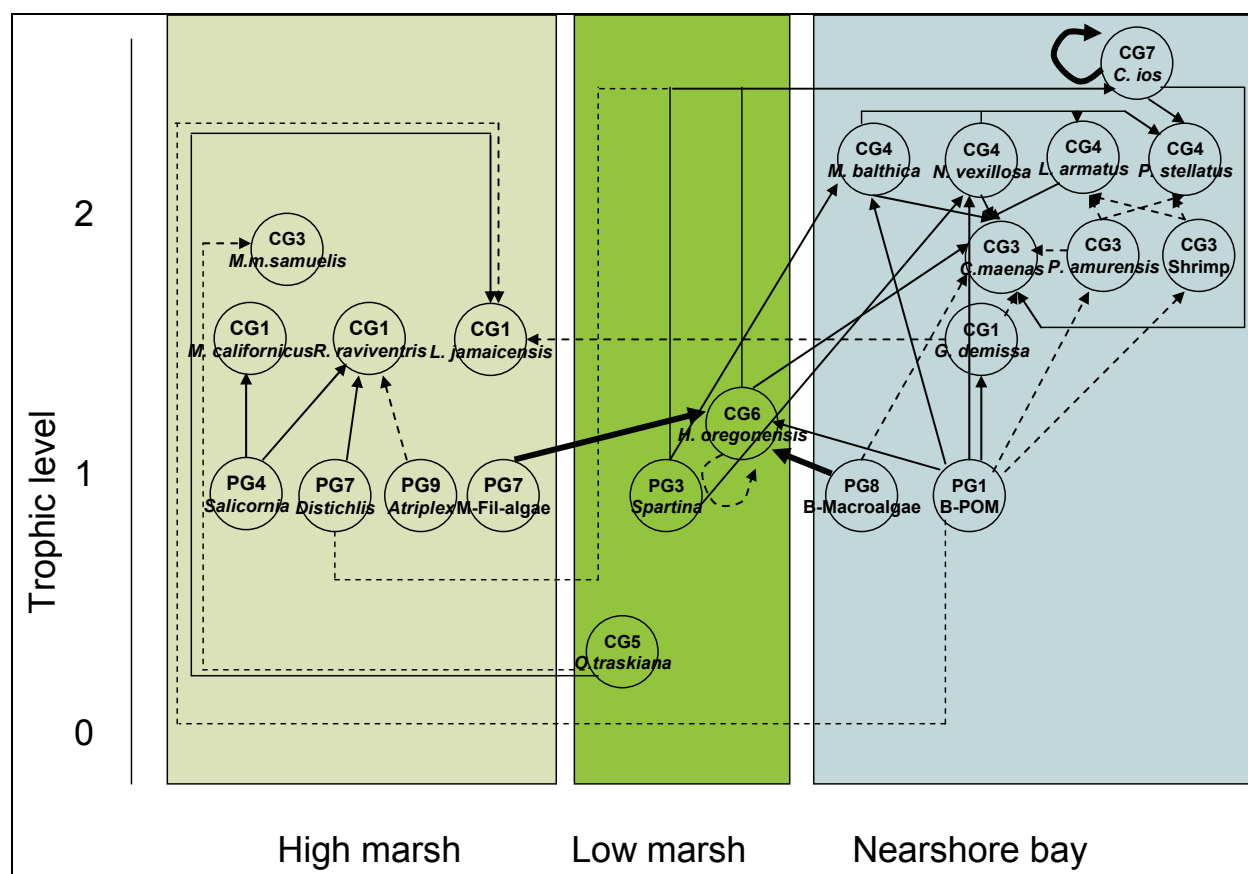 CG7
C. ios
CG4
M. balthica
CG4
N. vexillosa
CG4
L. armatus
CG4
P. stellatus
2
CG3
M.m.samuelis
CG3
C.maenas
CG3
P. amurensis
CG3
Shrimp
CG1
M. californicus
CG1
R. raviventris
CG1
L. jamaicensis
CG1
G. demissa
CG6
H. oregonensis
1
PG4
Salicornia
PG7
Distichlis
PG9
Atriplex
PG7
M-Fil-algae
PG3
Spartina
PG8
B-Macroalgae
PG1
B-POM
Trophic level
CG5
O.traskiana
0
High marsh
Low marsh
Nearshore bay